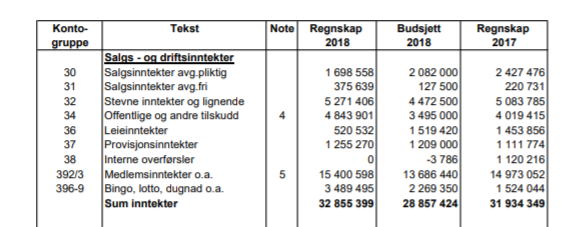 Konto- Tekst Note Regnskap Budsjett Regnskap
gruppe 2018 2018 2017
Salgs - og driftsinntekter
30 Salgsinntekter avg.pliktig 1 698 558 2 082 000 2 427 476
31 Salgsinntekter avg.fri 375 639 127 500 220 731
32 Stevne inntekter og lignende 5 271 406 4 472 500 5 083 785
34 Offentlige og andre tilskudd 4 4 843 901 3 495 000 4 019 415
36 Leieinntekter 520 532 1 519 420 1 453 856
37 Provisjonsinntekter 1 255 270 1 209 000 1 111 774
38 Interne overføsler 0 -3 786 1 120 216
392/3 Medlemsinntekter o.a. 5 15 400 598 13 686 440 14 973 052
396-9 Bingo, lotto, dugnad o.a. 3 489 495 2 269 350 1 524 044
Sum inntekter 32 855 399 28 857 424 31 934 349